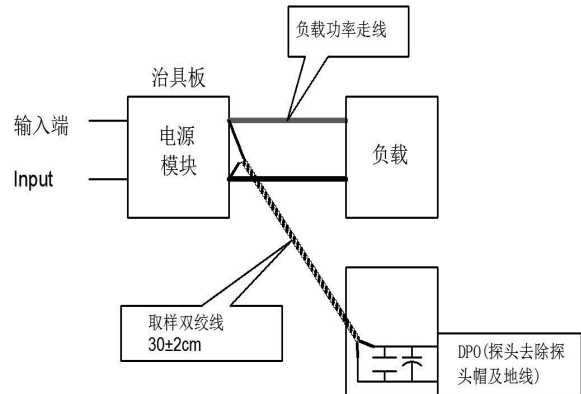 负载功率走线
治具板
输入端
Input
电源
模块
负载
取样双绞线
30±2cm
DPO(探头去除探
头帽及地线)